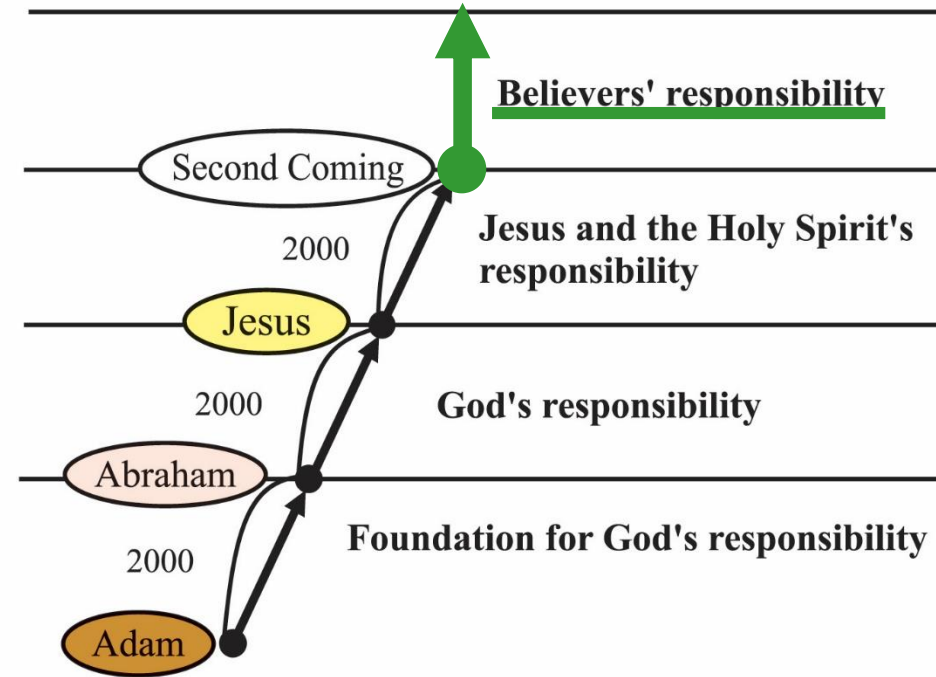 Believers' responsibility
Second Coming
2000
Jesus and the Holy Spirit's
responsibility
Jesus
2000
God's responsibility
Abraham
2000
Foundation for God's responsibility
Adam